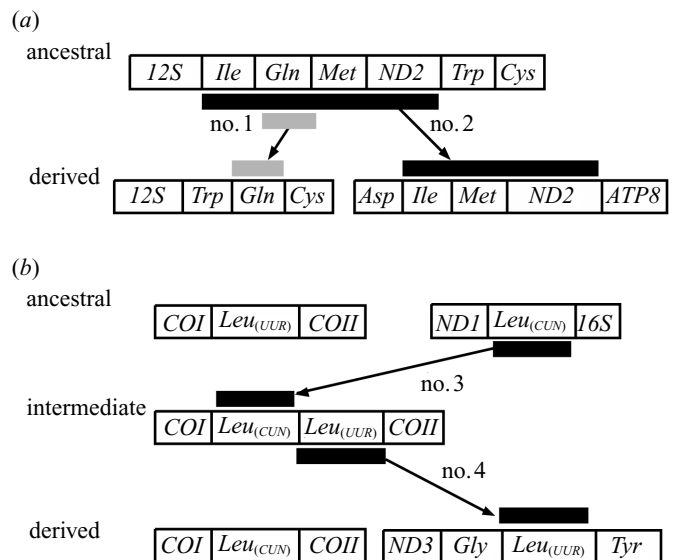 (a)
ancestral
12S Ile Gln Met ND2 Trp Cys
no. 1 no. 2
derived
12S Trp Gln Cys Asp Ile Met ND2 ATP8
(b)
ancestral
COI Leu(UUR) COII ND1 Leu(CUN) 16S
no. 3
intermediate
COI Leu(CUN) Leu(UUR) COII
no. 4
derived
COI Leu(CUN) COII ND3 Gly Leu(UUR) Tyr